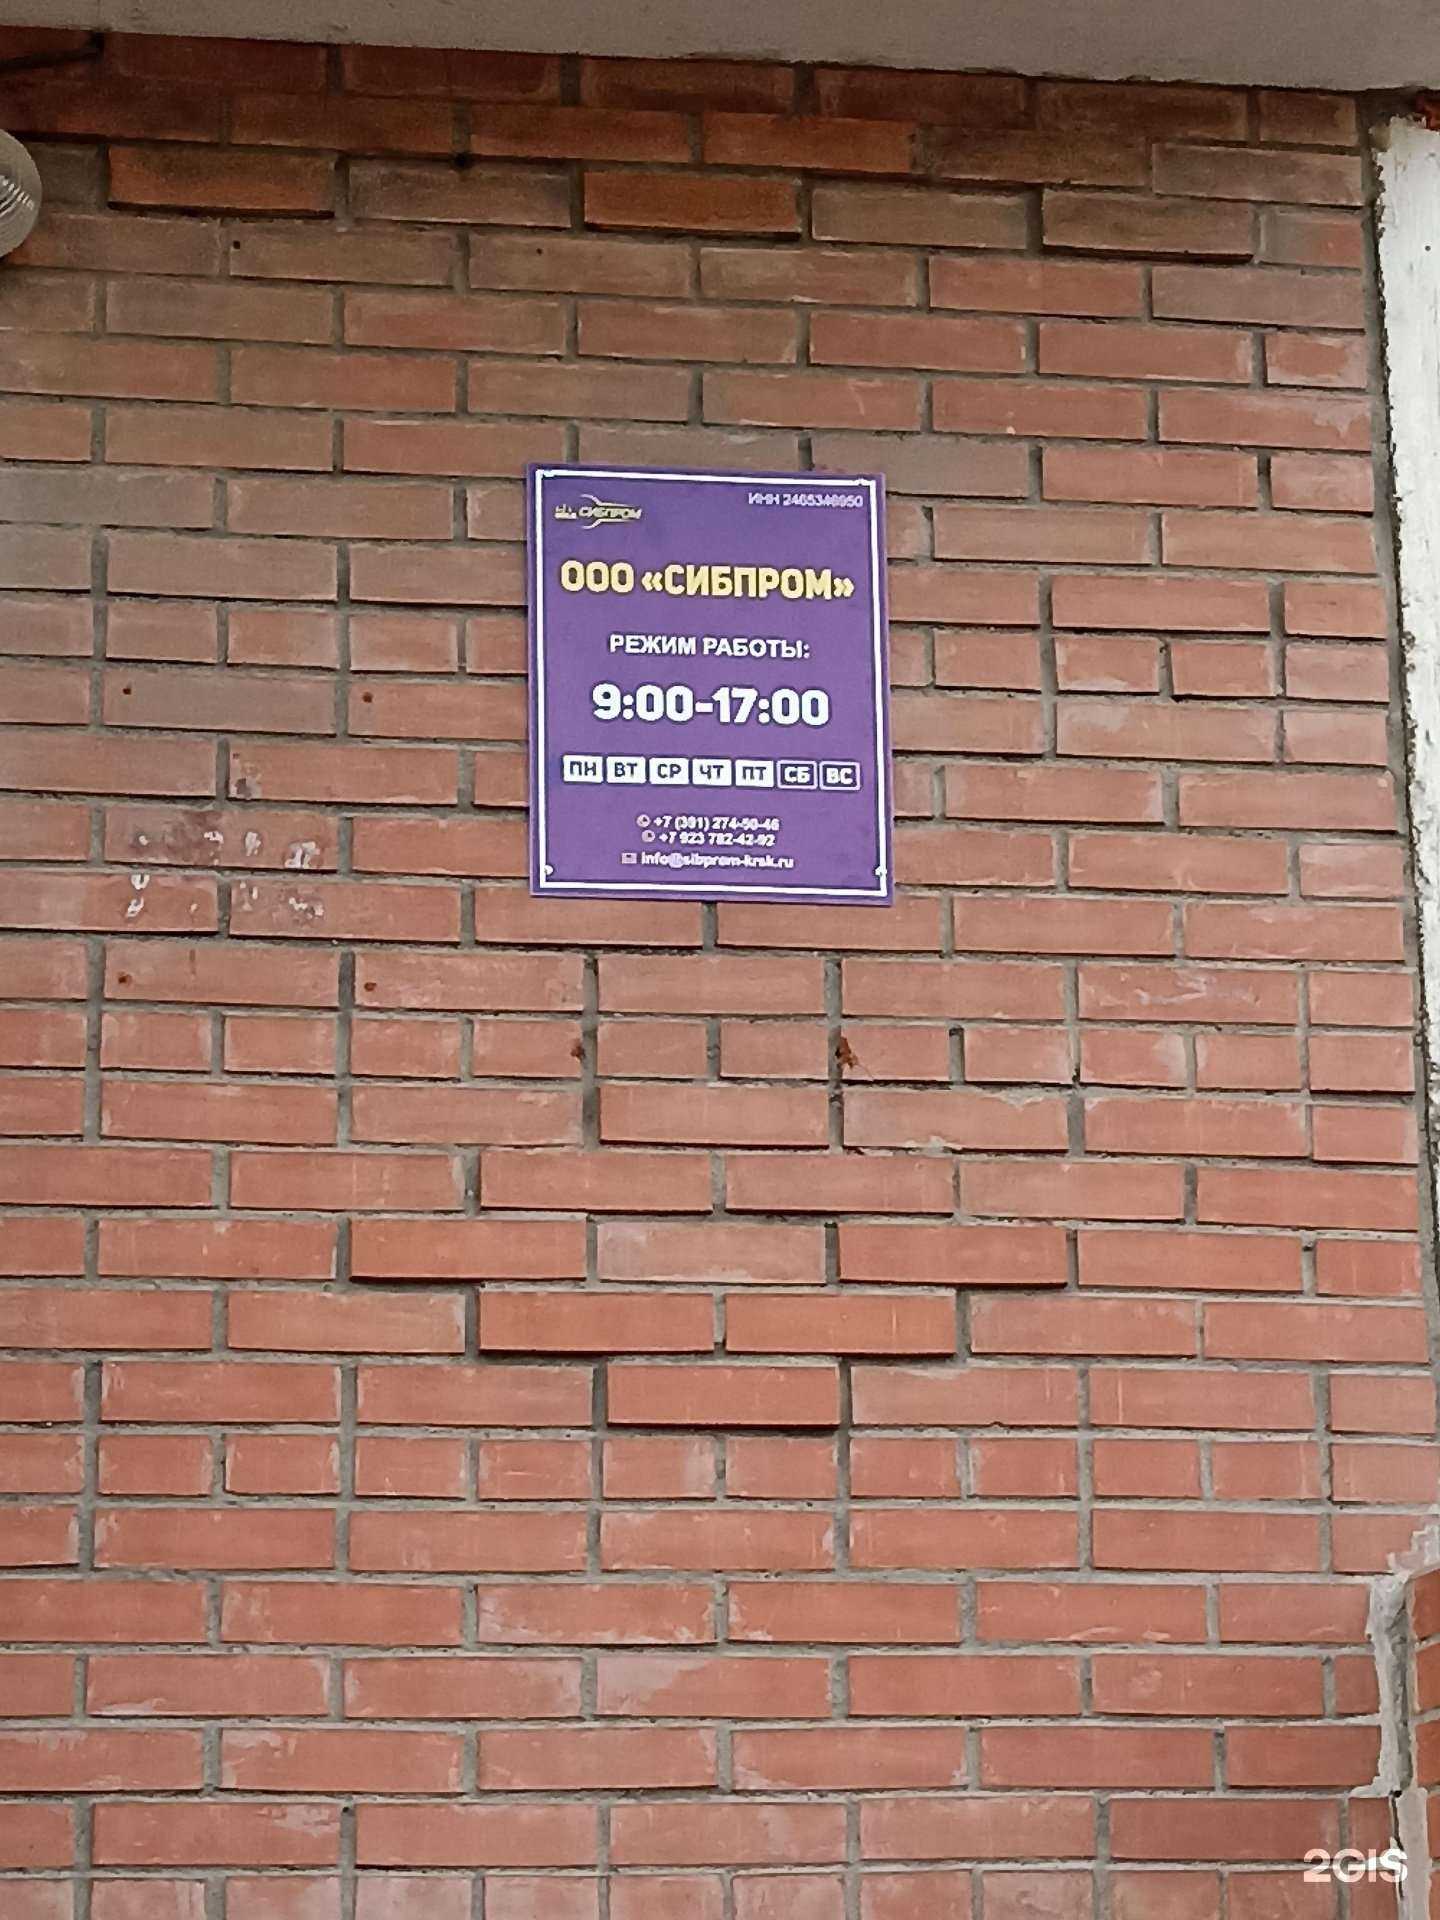 СИБПРОМ
ИНН 2465346950
ООО «СИБПРОМ»
РЕЖИМ РАБОТЫ:
9:00-17:00
ПН ВТ СР ЧТ ПТ СБ ВС
+7 (391) 274-50-46
+7 923 782-42-92
info@sibprom-krsk.ru
2GIS